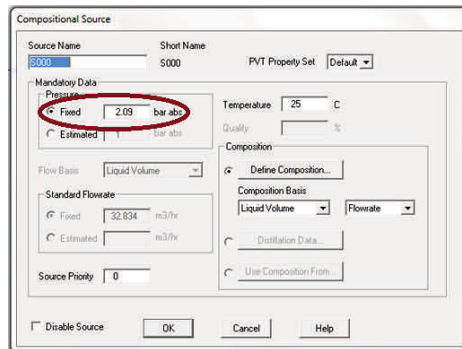 Compositional Source
Source Name
Short Name
S000
S000
PVT Property Set
Default
Mandatory Data
Pressure
Fixed
2.09
bar abs
Estimated
bar abs
Temperature
25
C
Quality
%
Flow Basis
Liquid Volume
Standard Flowrate
Fixed
32.834
m3/hr
Estimated
m3/hr
Source Priority
0
Composition
Define Composition...
Composition Basis
Liquid Volume
Flowrate
Distillation Data...
Use Composition From...
Disable Source
OK
Cancel
Help